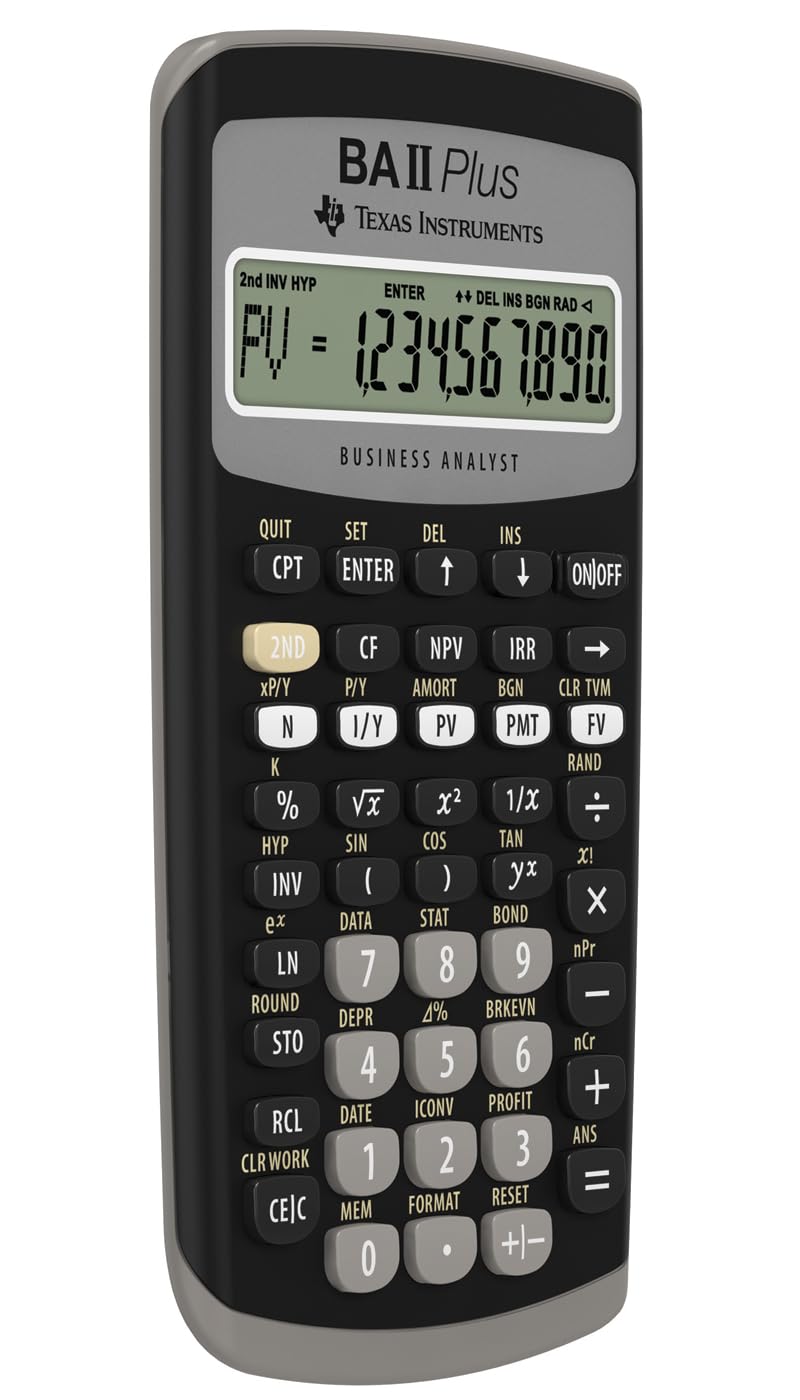 BA II Plus
TEXAS INSTRUMENTS
2nd INV HYP ENTER ↑↓ DEL INS BGN RAD ◁
PV = 1,234,567,890.
BUSINESS ANALYST
QUIT SET DEL INS
CPT ENTER ↑ ↓ ON|OFF
2ND CF NPV IRR →
xP/Y P/Y AMORT BGN CLR TVM
N I/Y PV PMT FV
K RAND
% √x x² 1/x ÷
HYP SIN COS TAN x!
INV ( ) yˣ ×
eˣ DATA STAT BOND nPr
LN 7 8 9 −
ROUND DEPR Δ% BRKEVN nCr
STO 4 5 6 +
DATE ICONV PROFIT ANS
RCL 1 2 3 =
CLR WORK MEM FORMAT RESET
CE|C 0 . +|−